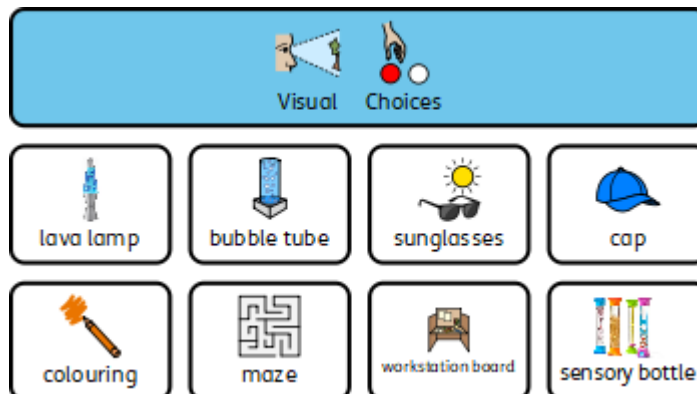 Visual Choices
lava lamp
bubble tube
sunglasses
cap
colouring
maze
workstation board
sensory bottle